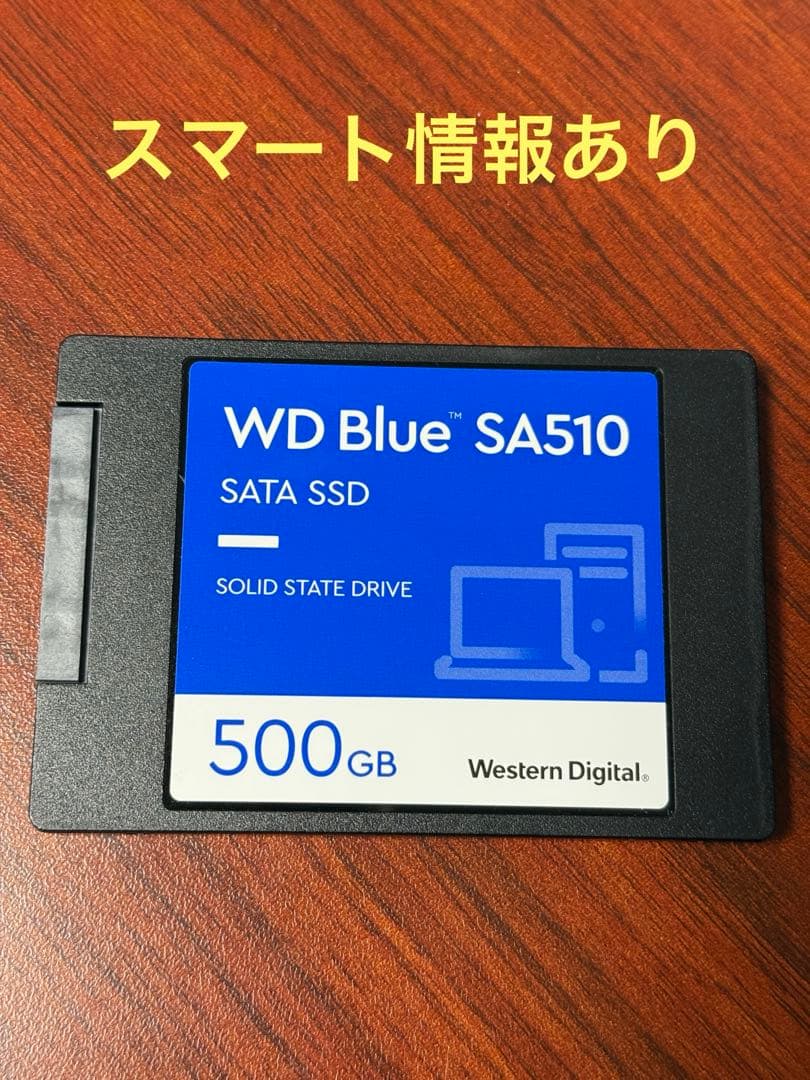 スマート情報あり
WD Blue™ SA510
SATA SSD
SOLID STATE DRIVE
500GB
Western Digital®